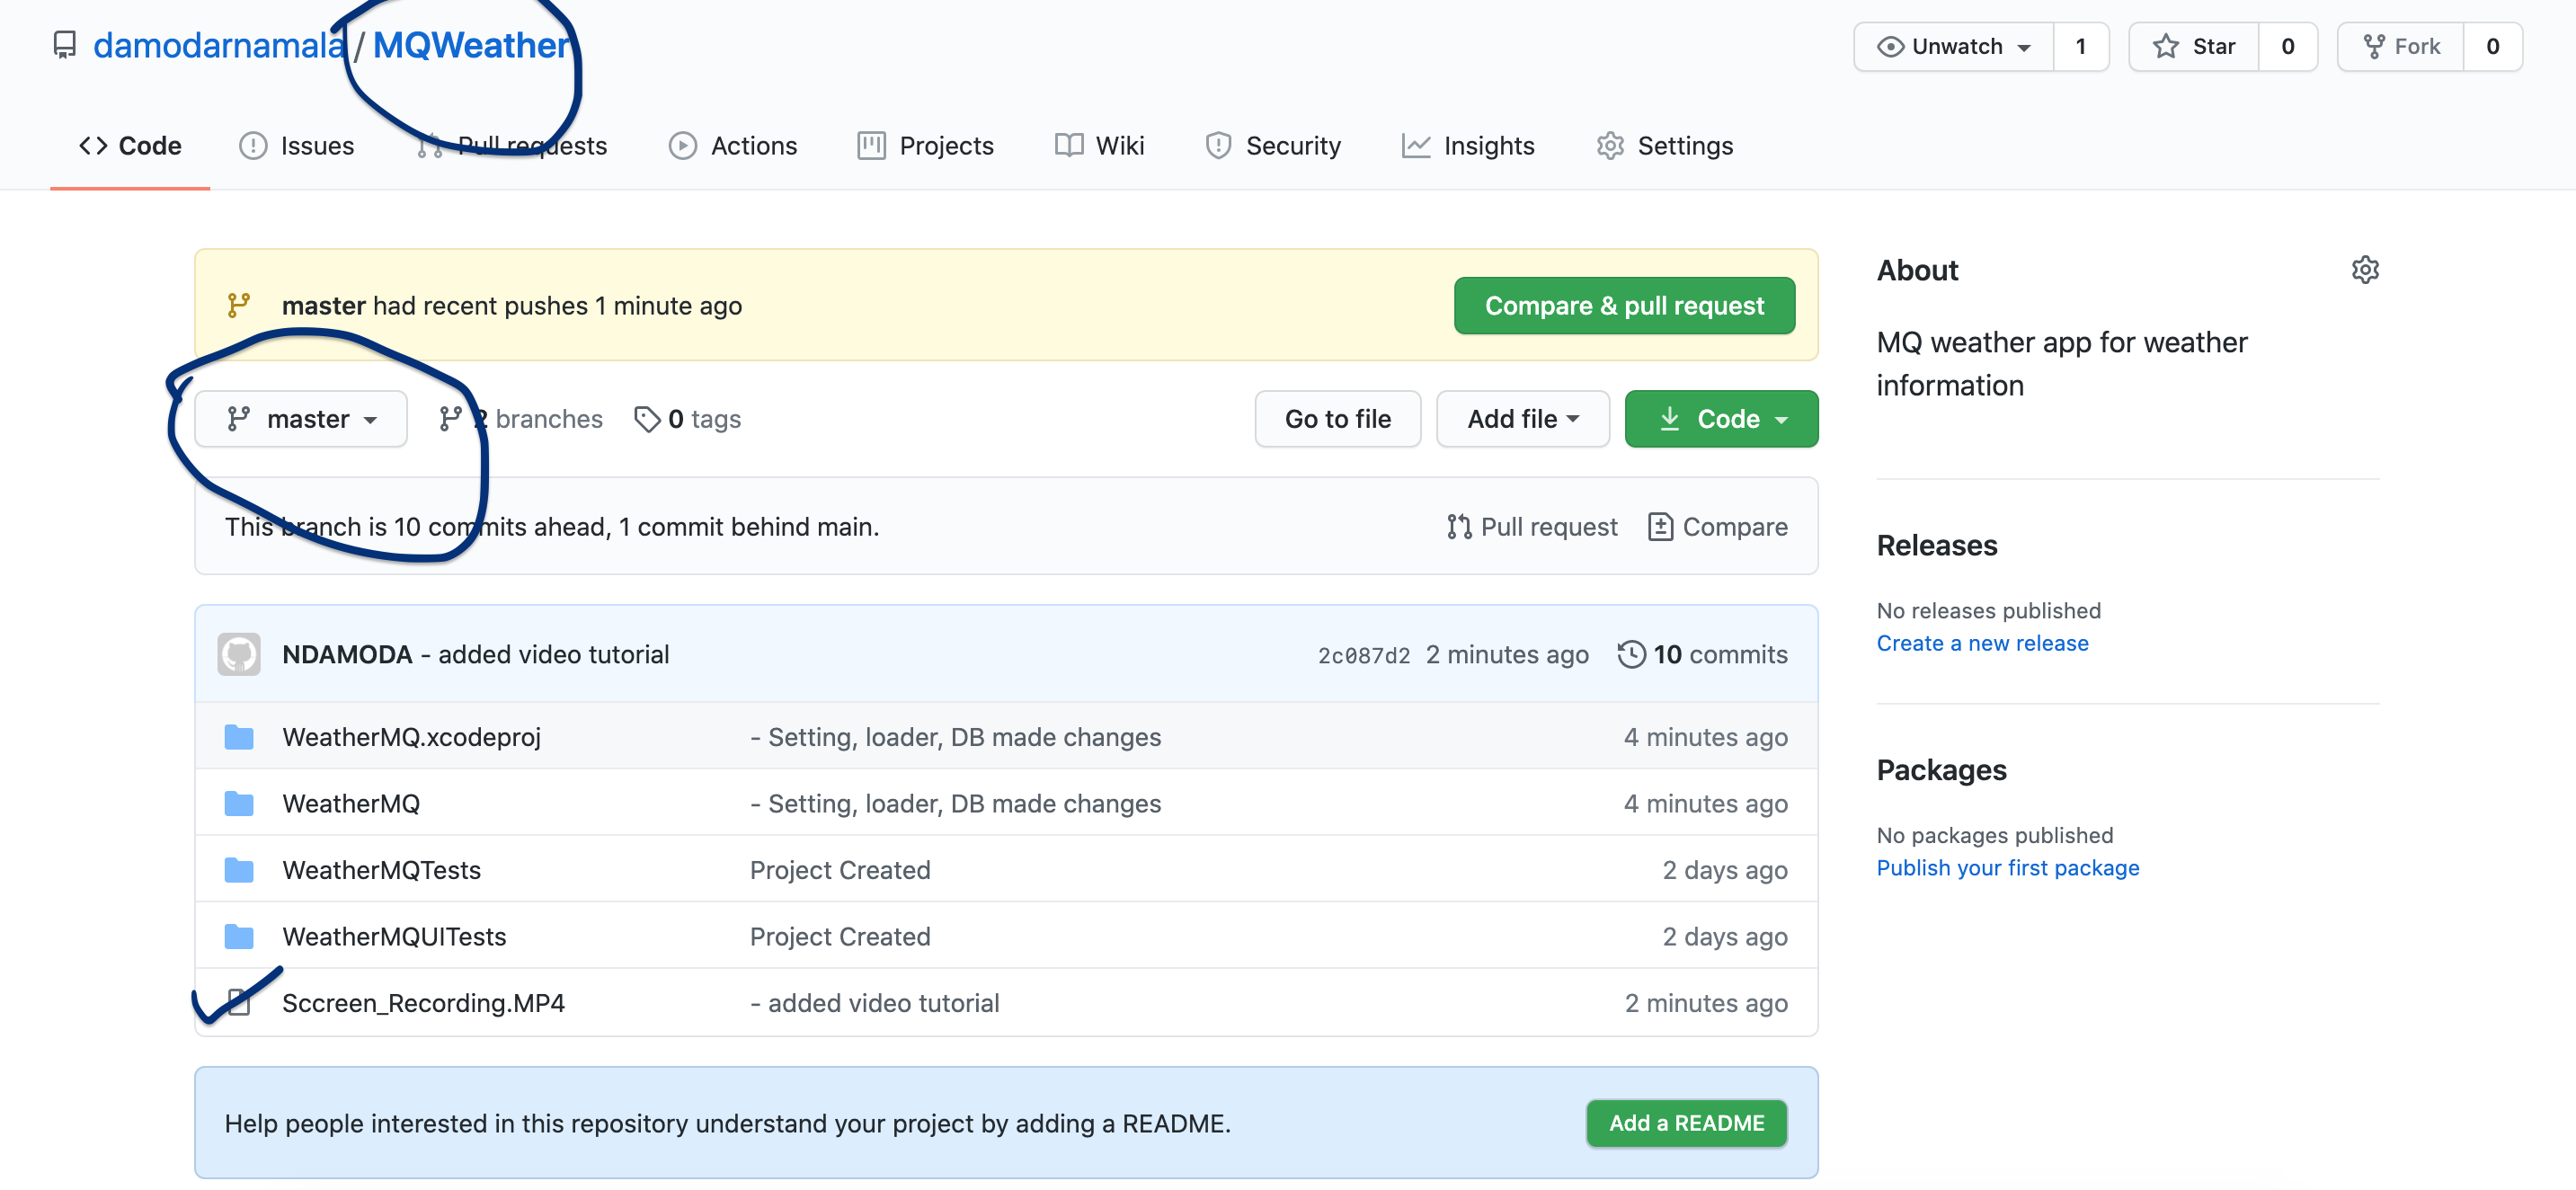 damodarnamala / MQWeather
Unwatch 1 Star 0 Fork 0
Code Issues Pull requests Actions Projects Wiki Security Insights Settings
master had recent pushes 1 minute ago
Compare & pull request
master 2 branches 0 tags
Go to file Add file Code
This branch is 10 commits ahead, 1 commit behind main.
Pull request Compare
NDAMODA - added video tutorial 2c087d2 2 minutes ago 10 commits
WeatherMQ.xcodeproj - Setting, loader, DB made changes 4 minutes ago
WeatherMQ - Setting, loader, DB made changes 4 minutes ago
WeatherMQTests Project Created 2 days ago
WeatherMQUITests Project Created 2 days ago
Sccreen_Recording.MP4 - added video tutorial 2 minutes ago
Help people interested in this repository understand your project by adding a README.
Add a README
About
MQ weather app for weather
information
Releases
No releases published
Create a new release
Packages
No packages published
Publish your first package